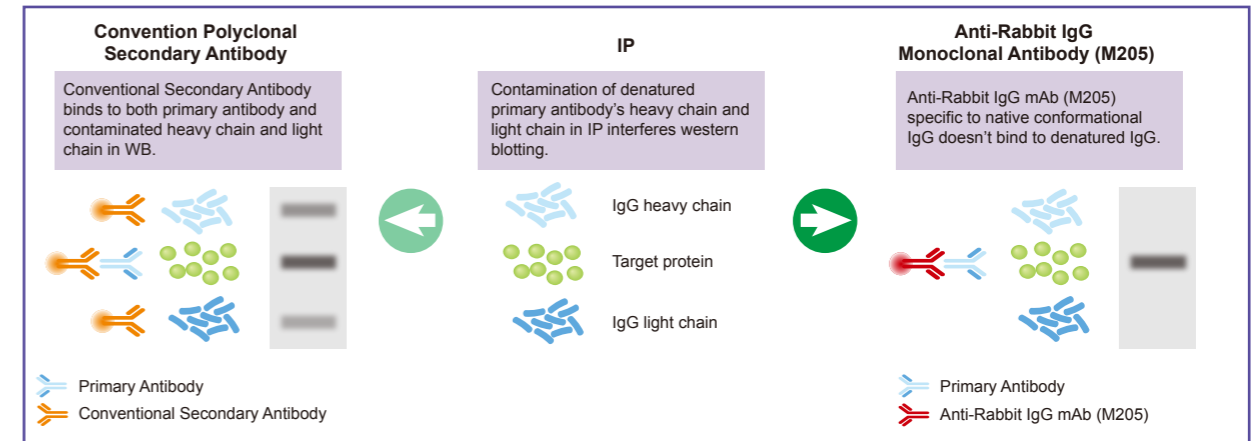 Convention Polyclonal
Secondary Antibody
Conventional Secondary Antibody
binds to both primary antibody and
contaminated heavy chain and light
chain in WB.
IP
Contamination of denatured
primary antibody's heavy chain and
light chain in IP interferes western
blotting.
Anti-Rabbit IgG
Monoclonal Antibody (M205)
Anti-Rabbit IgG mAb (M205)
specific to native conformational
IgG doesn't bind to denatured IgG.
IgG heavy chain
Target protein
IgG light chain
Primary Antibody
Conventional Secondary Antibody
Primary Antibody
Anti-Rabbit IgG mAb (M205)